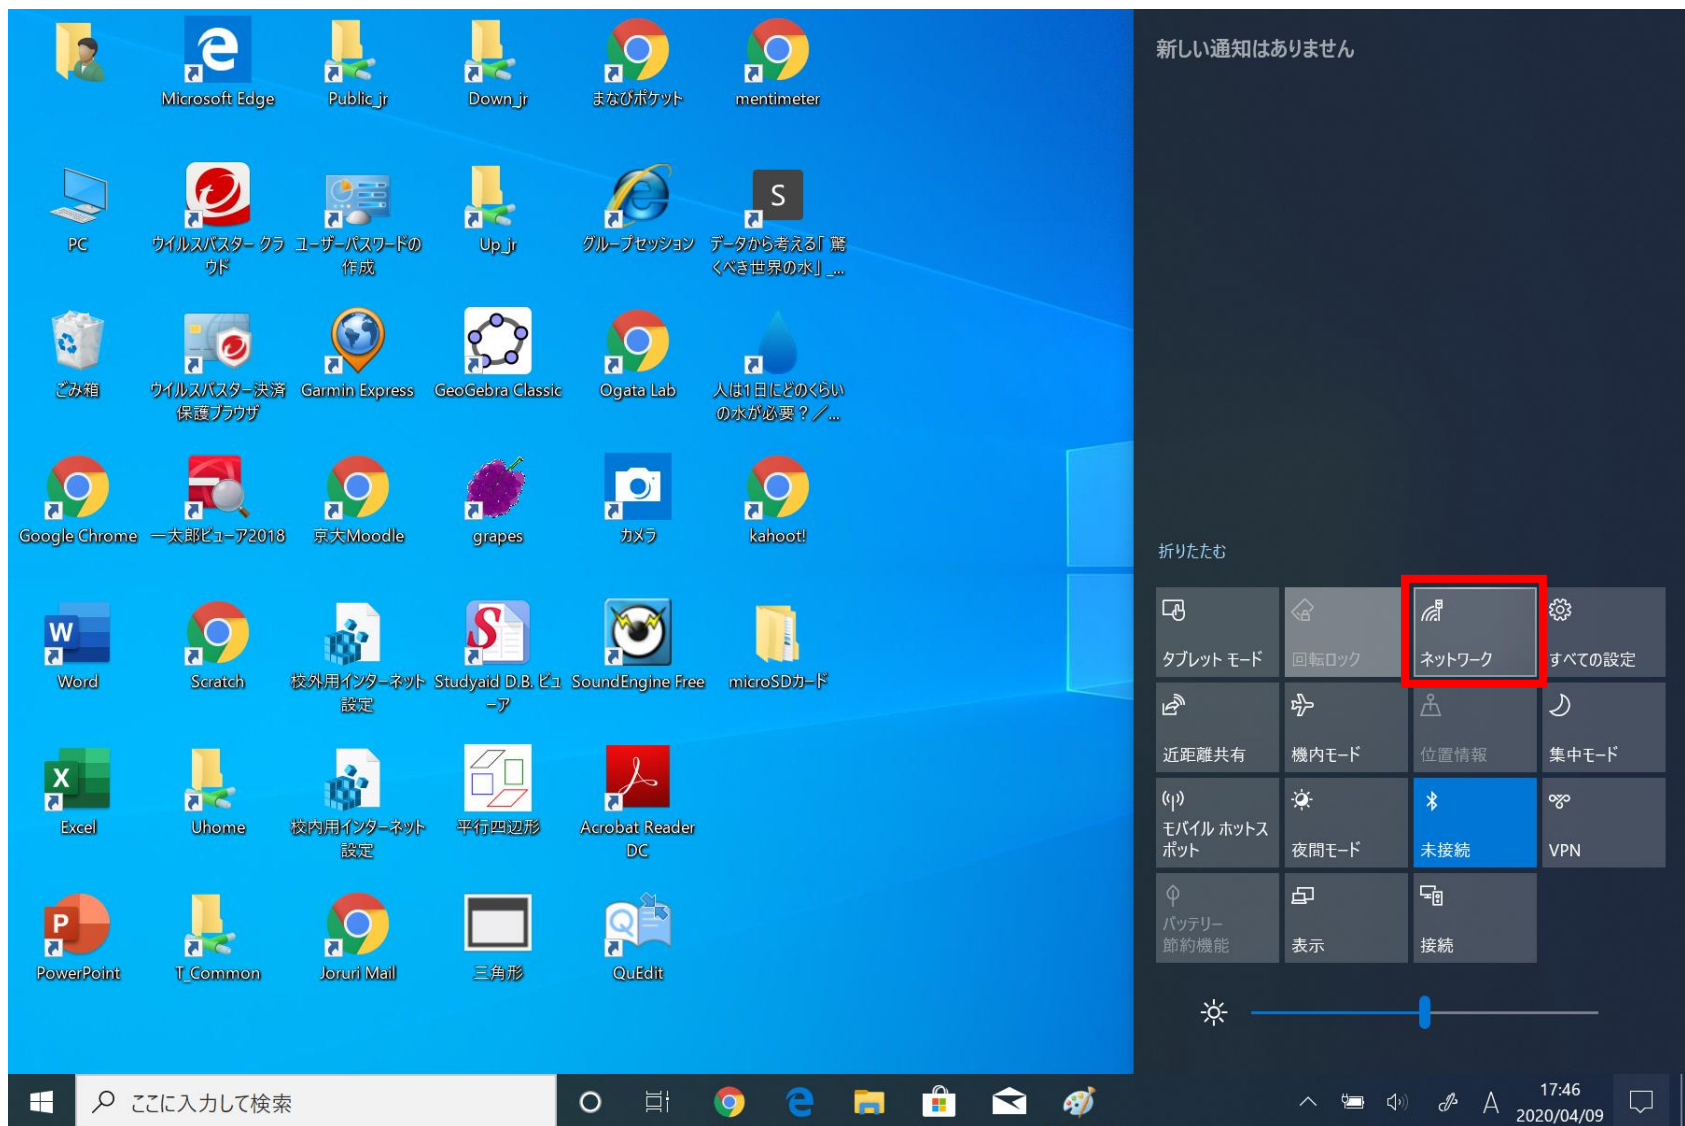 Microsoft Edge
Public_jr
Down_jr
まなびポケット
mentimeter
PC
ウイルスバスター クラ
ウド
ユーザーパスワードの
作成
Up_jr
グループセッション
S
データから考える「 驚
くべき世界の水」_...
ごみ箱
ウイルスバスター決済
保護ブラウザ
Garmin Express
GeoGebra Classic
Ogata Lab
人は1日にどのくらい
の水が必要？／...
Google Chrome
一太郎ビューア2018
京大Moodle
grapes
カメラ
kahoot!
Word
Scratch
校外用インターネット
設定
Studyaid D.B. ビュ
ーア
SoundEngine Free
microSDカード
Excel
Uhome
校内用インターネット
設定
平行四辺形
Acrobat Reader
DC
PowerPoint
T_Common
Joruri Mail
三角形
QuEdit
新しい通知はありません
折りたたむ
タブレット モード
回転ロック
ネットワーク
すべての設定
近距離共有
機内モード
位置情報
集中モード
モバイル ホットス
ポット
夜間モード
未接続
VPN
バッテリー
節約機能
表示
接続
ここに入力して検索
A
17:46
2020/04/09